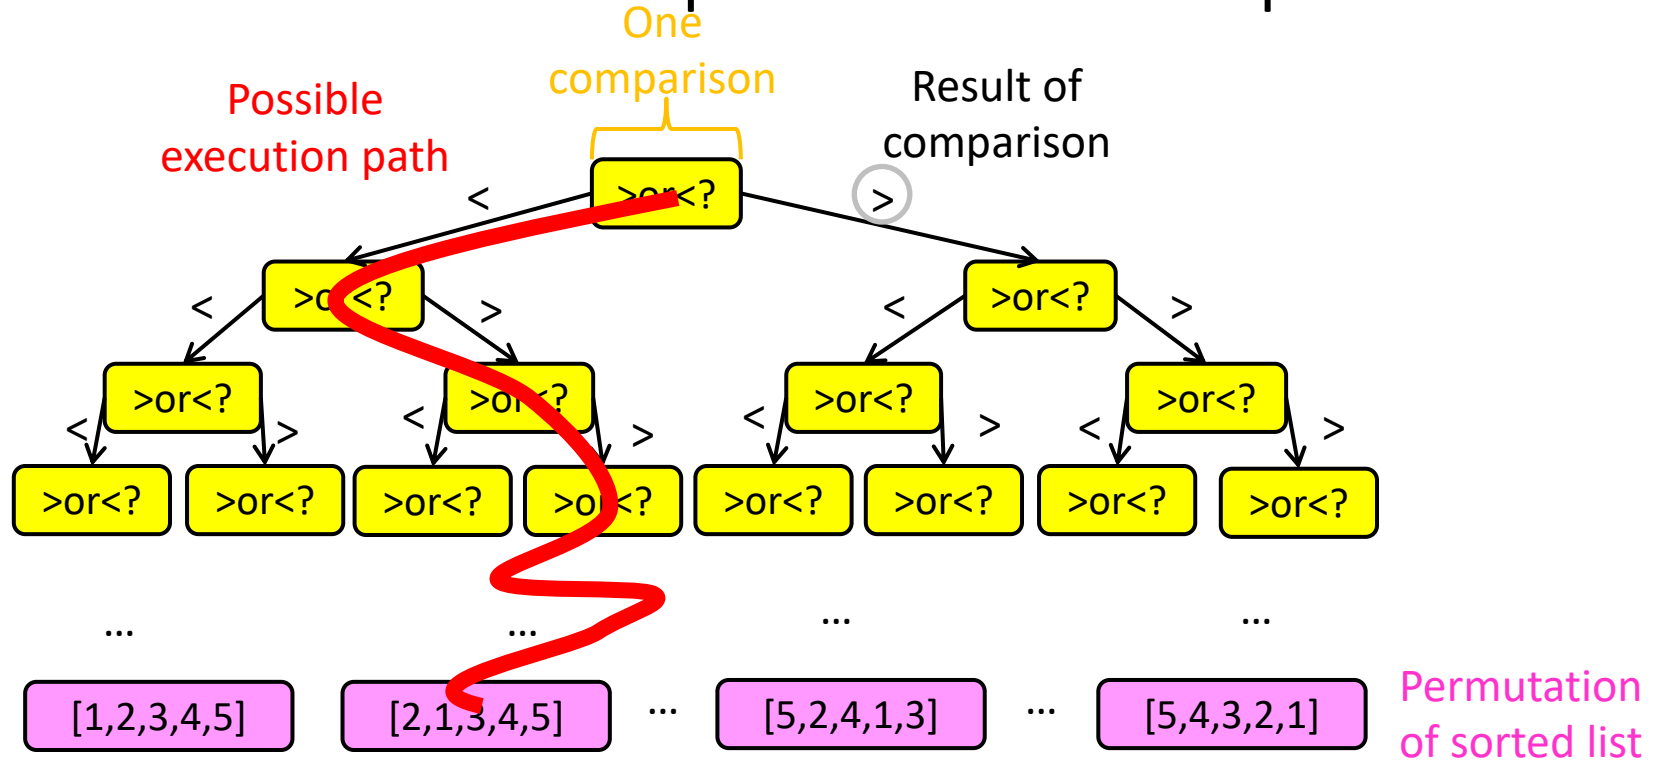 One
comparison
Possible
execution path
Result of
comparison
>or<?
<
>
>or<?
>or<?
<
>
<
>
>or<?
>or<?
>or<?
>or<?
<
>
<
>
<
>
<
>
>or<?
>or<?
>or<?
>or<?
>or<?
>or<?
>or<?
>or<?
...
...
...
...
[1,2,3,4,5]
[2,1,3,4,5]
...
[5,2,4,1,3]
...
[5,4,3,2,1]
Permutation
of sorted list